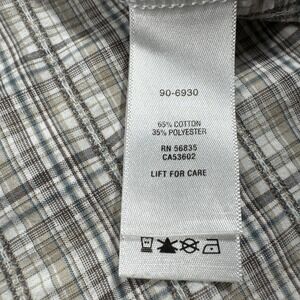 90-6930
65% COTTON
35% POLYESTER
RN 56835
CA53602
LIFT FOR CARE